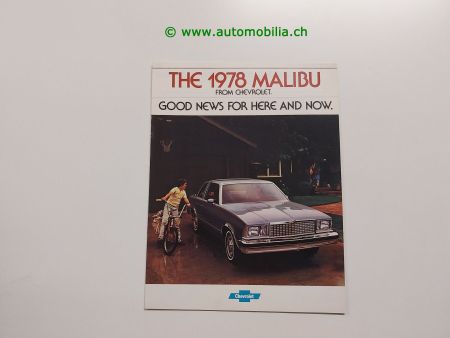 © www.automobilia.ch
THE 1978 MALIBU
FROM CHEVROLET.
GOOD NEWS FOR HERE AND NOW.
Chevrolet